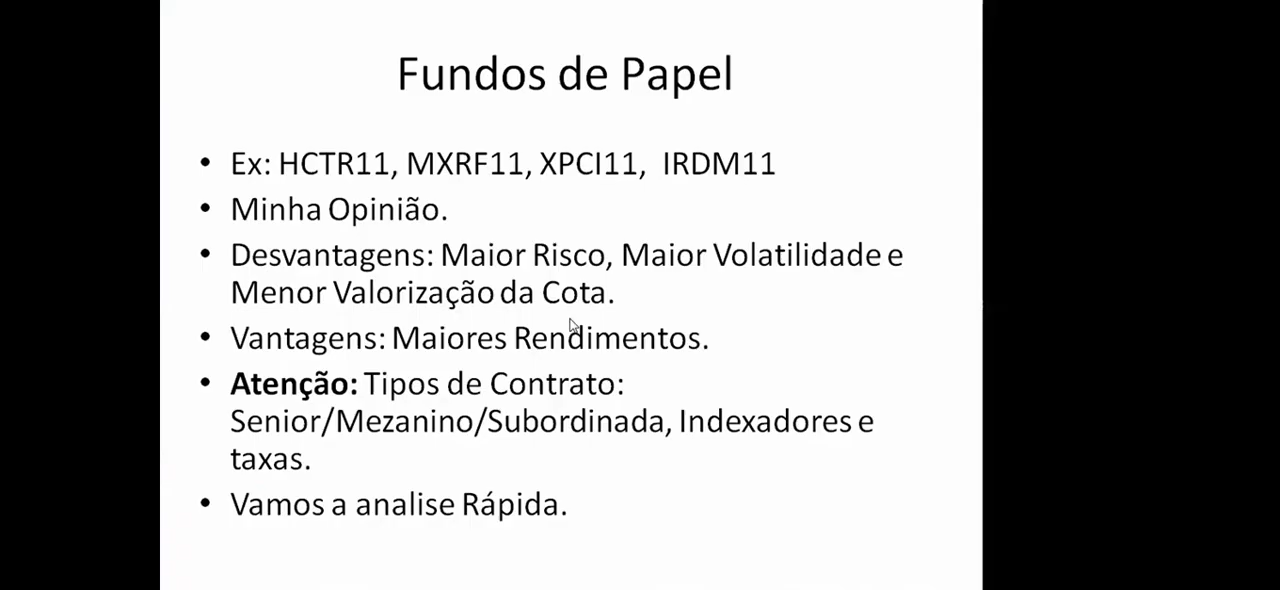 Fundos de Papel
• Ex: HCTR11, MXRF11, XPCI11, IRDM11
• Minha Opinião.
• Desvantagens: Maior Risco, Maior Volatilidade e
Menor Valorização da Cota.
• Vantagens: Maiores Rendimentos.
• Atenção: Tipos de Contrato:
Senior/Mezanino/Subordinada, Indexadores e
taxas.
• Vamos a analise Rápida.